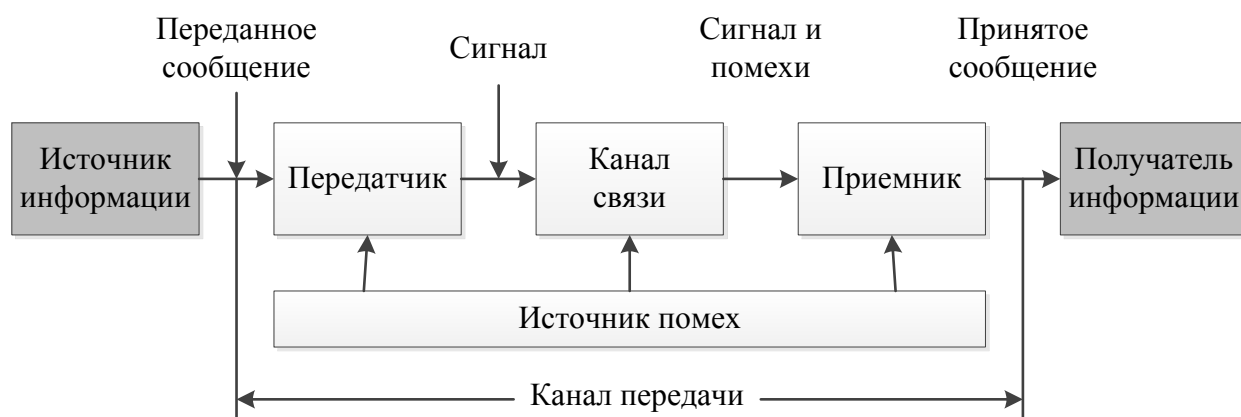 Переданное
сообщение
Сигнал
Сигнал и
помехи
Принятое
сообщение
Источник
информации
Передатчик
Канал
связи
Приемник
Получатель
информации
Источник помех
Канал передачи